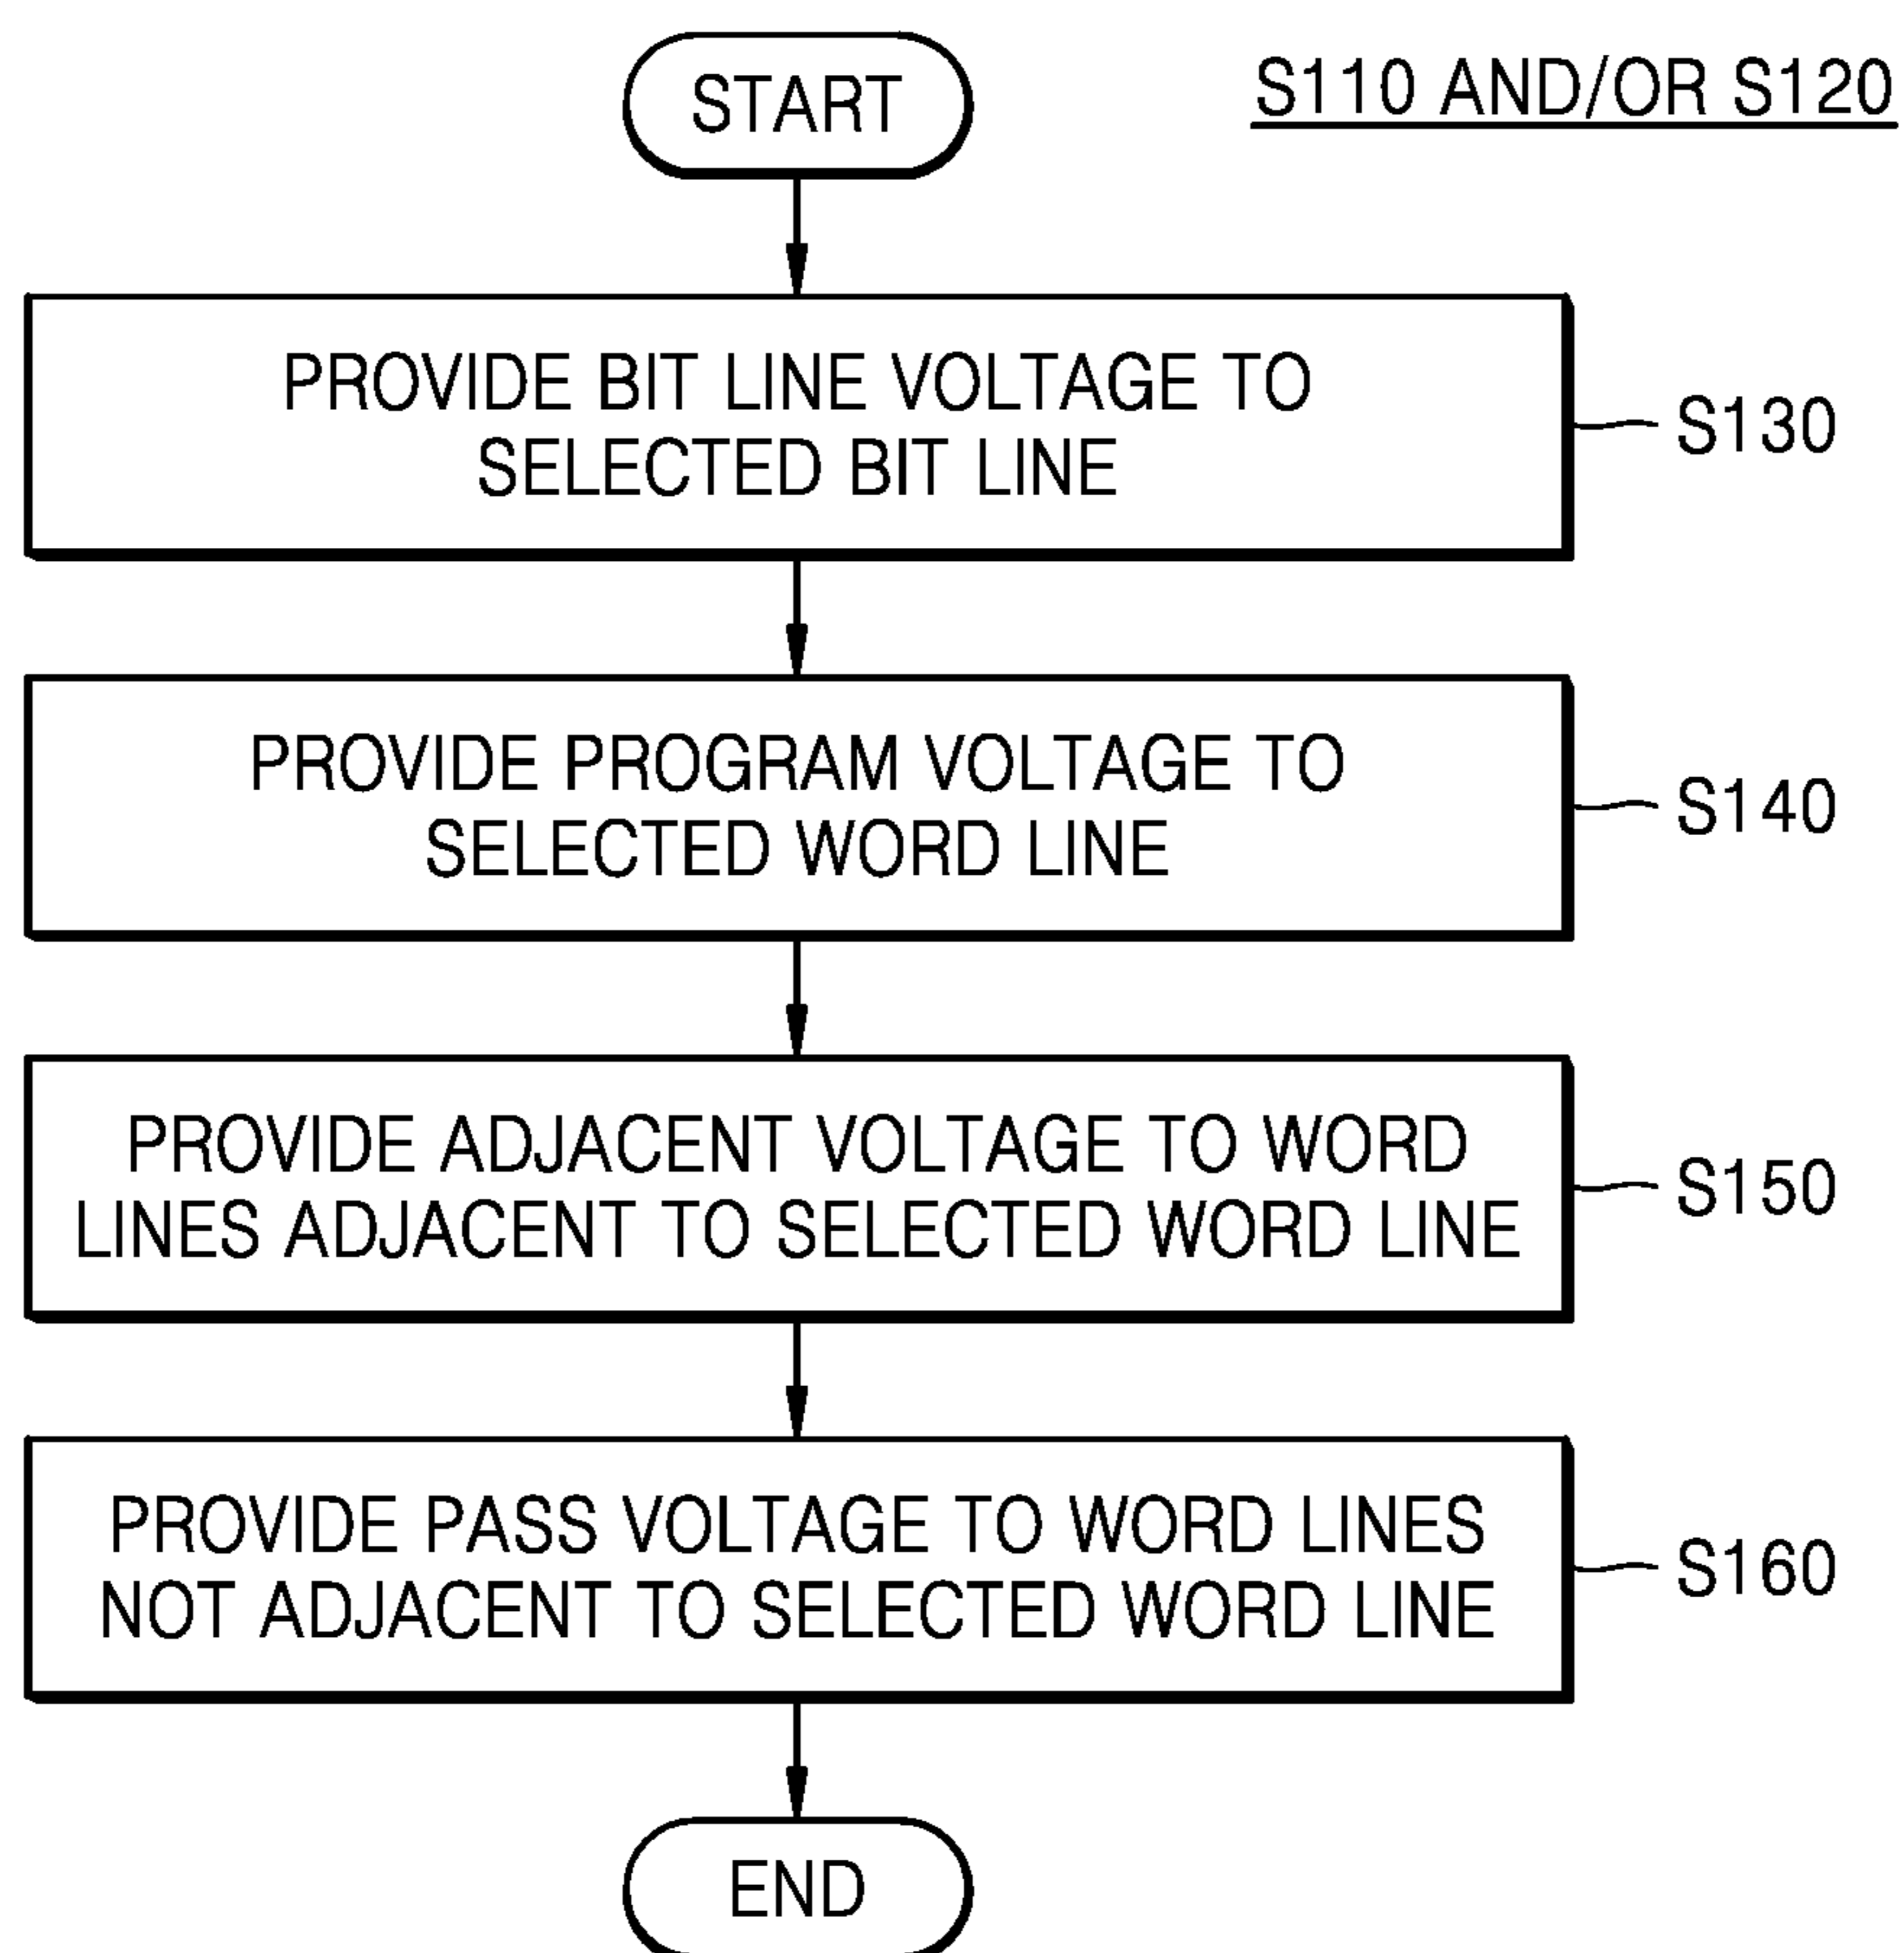 START
S110 AND/OR S120
PROVIDE BIT LINE VOLTAGE TO
SELECTED BIT LINE
S130
PROVIDE PROGRAM VOLTAGE TO
SELECTED WORD LINE
S140
PROVIDE ADJACENT VOLTAGE TO WORD
LINES ADJACENT TO SELECTED WORD LINE
S150
PROVIDE PASS VOLTAGE TO WORD LINES
NOT ADJACENT TO SELECTED WORD LINE
S160
END